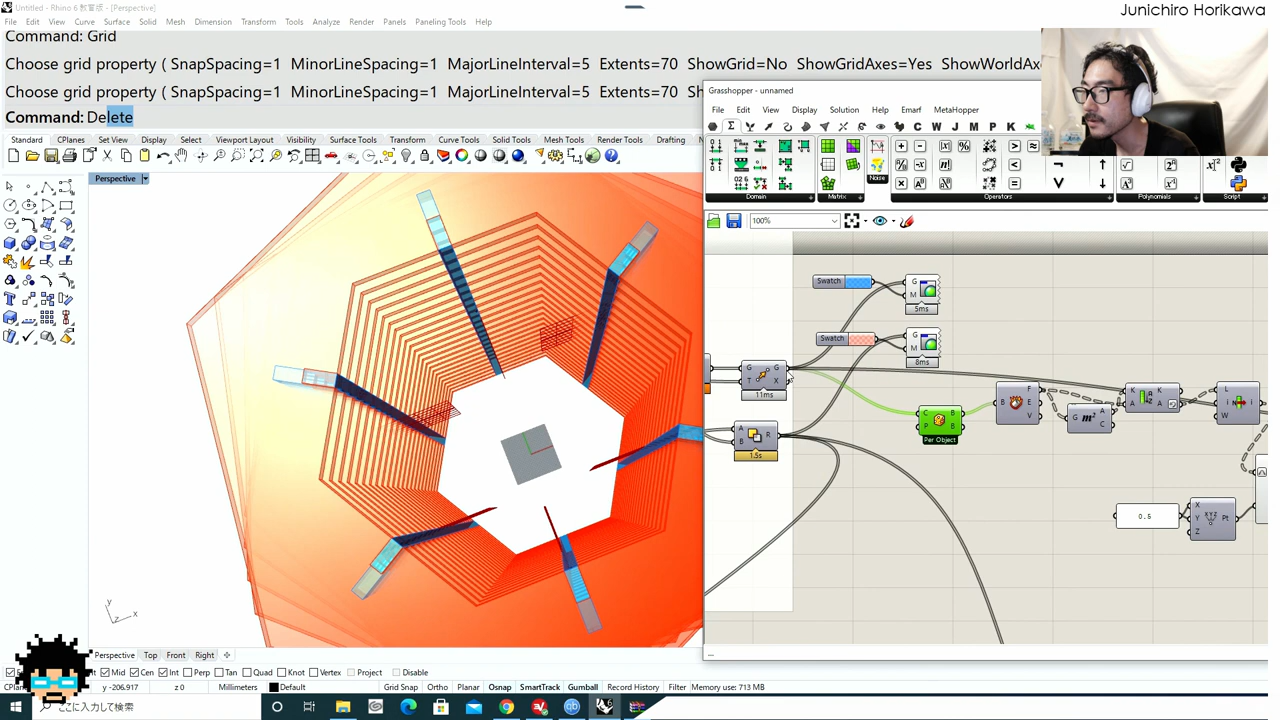 Untitled - Rhino 6 教育版 - [Perspective]
Junichiro Horikawa
File Edit View Curve Surface Solid Mesh Dimension Transform Tools Analyze Render Panels Paneling Tools Help
Command: Grid
Choose grid property ( SnapSpacing=1 MinorLineSpacing=1 MajorLineInterval=5 Extents=70 ShowGrid=No ShowGridAxes=Yes ShowWorldAx
Choose grid property ( SnapSpacing=1 MinorLineSpacing=1 MajorLineInterval=5 Extents=70 Sh
Command: Delete
Standard CPlanes Set View Display Select Viewport Layout Visibility Transform Curve Tools Surface Tools Solid Tools Mesh Tools Render Tools Drafting
Perspective
Grasshopper - unnamed
File Edit View Display Solution Help Emarf MetaHopper
C W J M P K
Domain Matrix Noise Operators Polynomials Script
100%
Swatch G M
5ms
Swatch G M
8ms
G T G X
11ms
C P B B
Per Object
B F E V
G A C
K A K A
L i W
A B R
1.5s
0.5
X Y Z Pt
y x z
Perspective Top Front Right
Mid Cen Int Perp Tan Quad Knot Vertex Project Disable
CPlan y -206.917 z 0 Millimeters Default Grid Snap Ortho Planar Osnap SmartTrack Gumball Record History Filter Memory use: 713 MB
ここに入力して検索